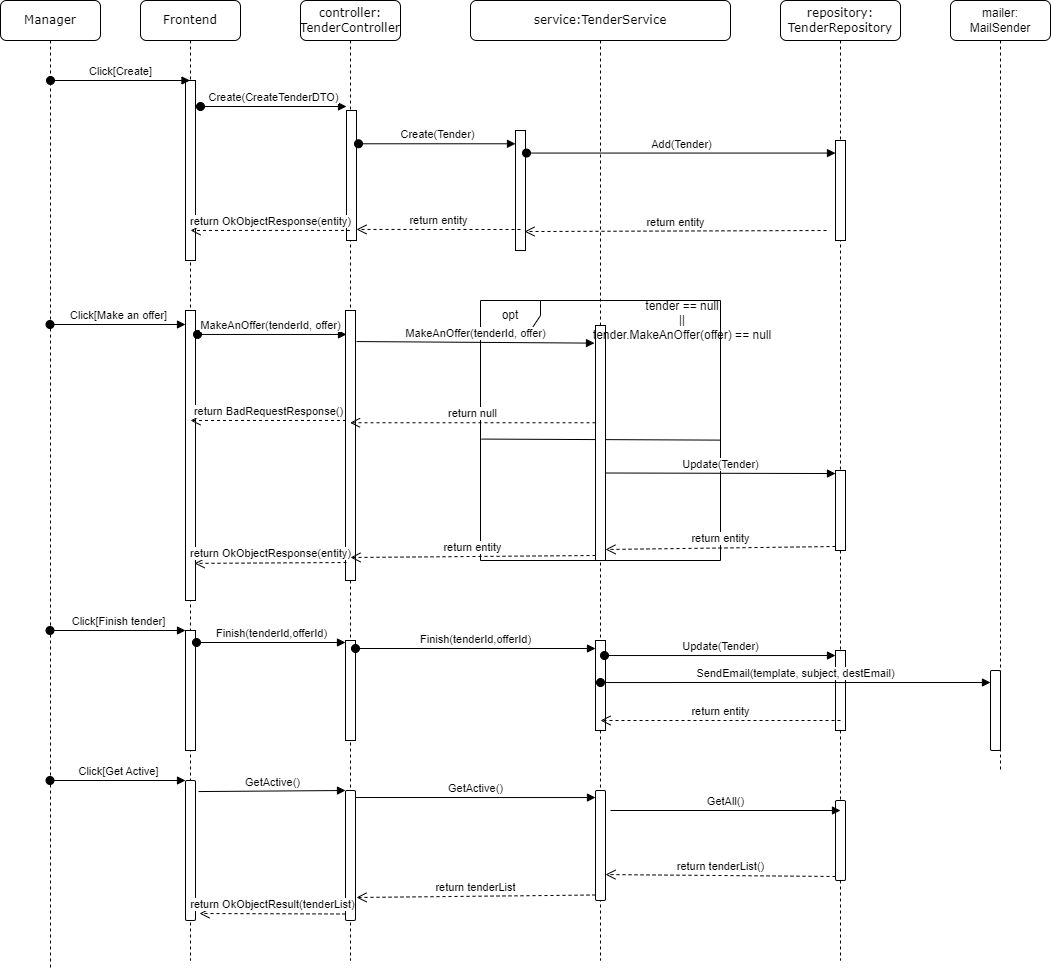 Manager
Frontend
controller:
TenderController
service:TenderService
repository:
TenderRepository
mailer:
MailSender
Click[Create]
Create(CreateTenderDTO)
Create(Tender)
Add(Tender)
return OkObjectResponse(entity)
return entity
return entity
opt
tender == null
||
tender.MakeAnOffer(offer) == null
Click[Make an offer]
MakeAnOffer(tenderId, offer)
MakeAnOffer(tenderId, offer)
return BadRequestResponse()
return null
Update(Tender)
return entity
return entity
return OkObjectResponse(entity)
Click[Finish tender]
Finish(tenderId,offerId)
Finish(tenderId,offerId)
Update(Tender)
SendEmail(template, subject, destEmail)
return entity
Click[Get Active]
GetActive()
GetActive()
GetAll()
return tenderList()
return tenderList
return OkObjectResult(tenderList)